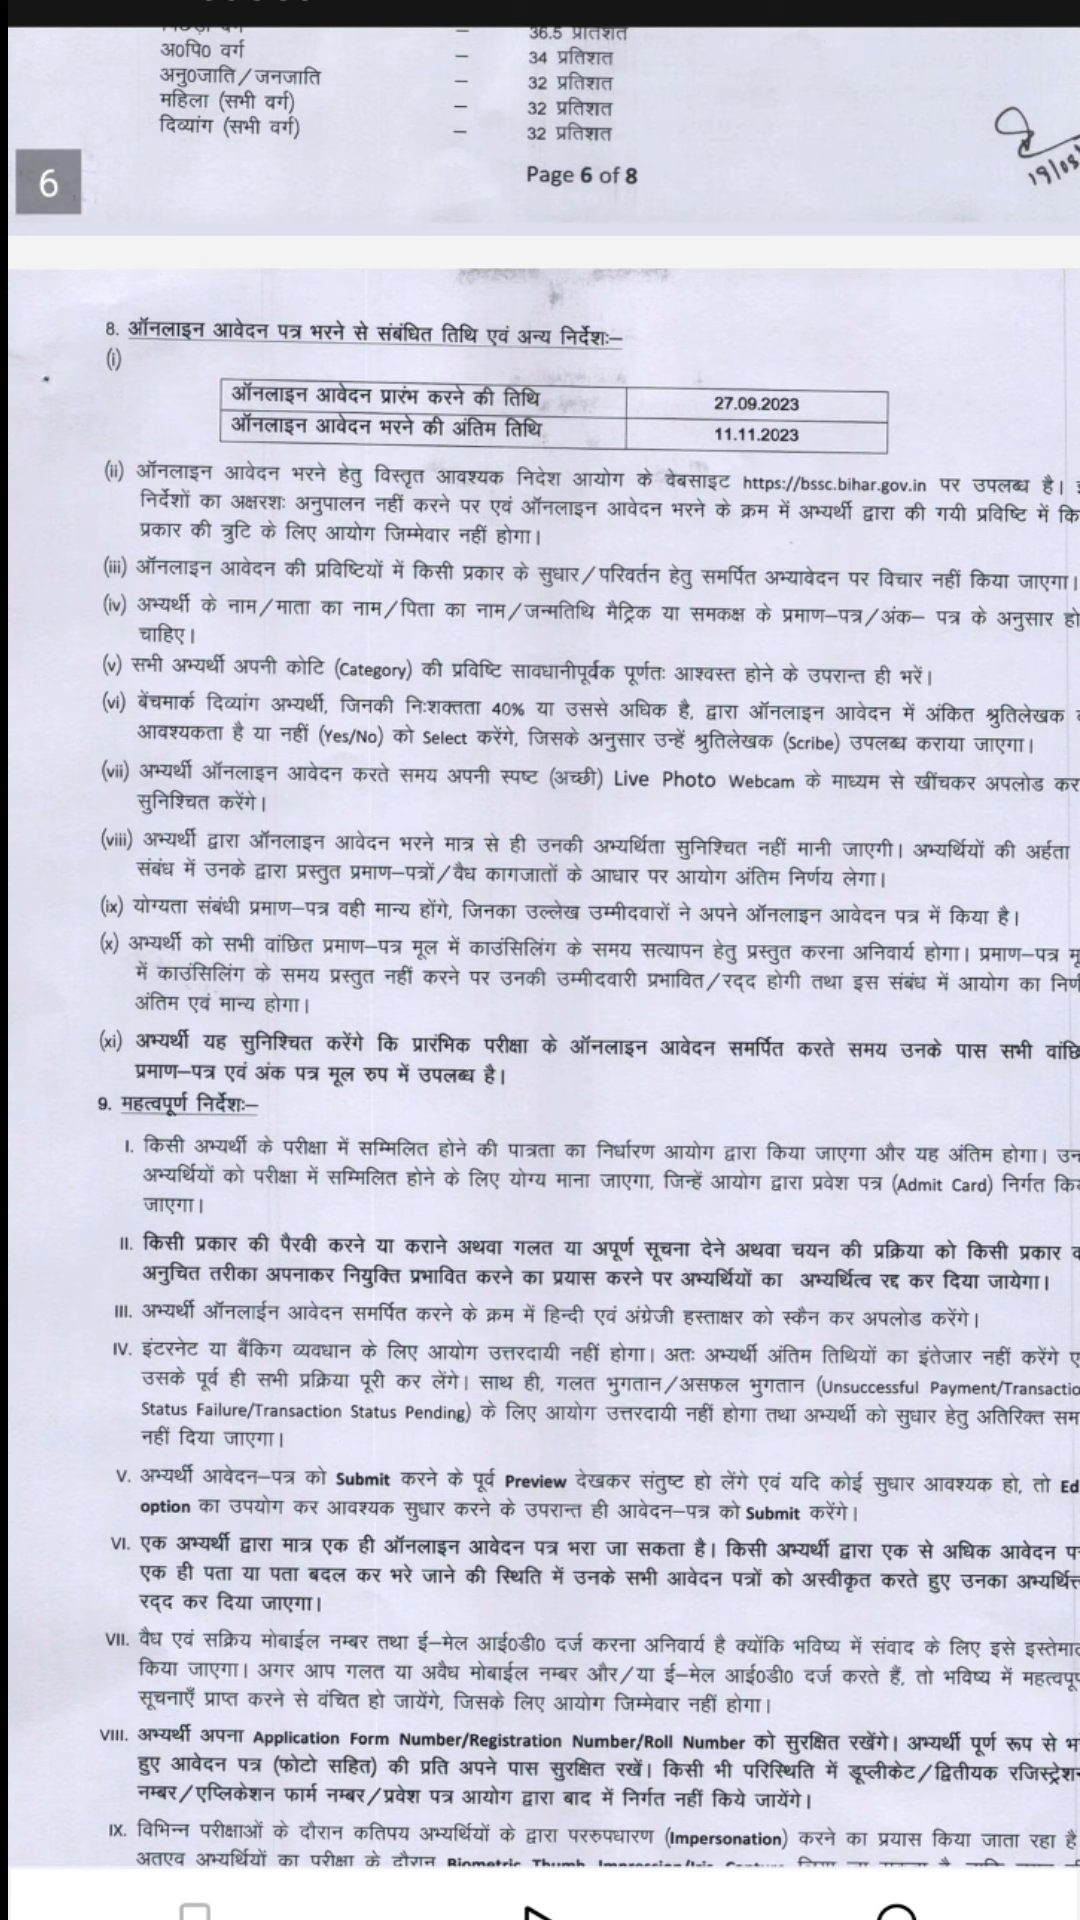 36.5 प्रतिशत
अ0पि0 वर्ग – 34 प्रतिशत
अनु0जाति/जनजाति – 32 प्रतिशत
महिला (सभी वर्ग) – 32 प्रतिशत
दिव्यांग (सभी वर्ग) – 32 प्रतिशत
6
Page 6 of 8
8. ऑनलाइन आवेदन पत्र भरने से संबंधित तिथि एवं अन्य निर्देशः–
(i)
ऑनलाइन आवेदन प्रारंभ करने की तिथि 27.09.2023
ऑनलाइन आवेदन भरने की अंतिम तिथि 11.11.2023
(ii) ऑनलाइन आवेदन भरने हेतु विस्तृत आवश्यक निदेश आयोग के वेबसाइट https://bssc.bihar.gov.in पर उपलब्ध है।
निर्देशों का अक्षरशः अनुपालन नहीं करने पर एवं ऑनलाइन आवेदन भरने के क्रम में अभ्यर्थी द्वारा की गयी प्रविष्टि में
प्रकार की त्रुटि के लिए आयोग जिम्मेवार नहीं होगा।
(iii) ऑनलाइन आवेदन की प्रविष्टियों में किसी प्रकार के सुधार/परिवर्तन हेतु समर्पित अभ्यावेदन पर विचार नहीं किया जाएगा।
(iv) अभ्यर्थी के नाम/माता का नाम/पिता का नाम/जन्मतिथि मैट्रिक या समकक्ष के प्रमाण–पत्र/अंक– पत्र के अनुसार
चाहिए।
(v) सभी अभ्यर्थी अपनी कोटि (Category) की प्रविष्टि सावधानीपूर्वक पूर्णतः आश्वस्त होने के उपरान्त ही भरें।
(vi) बेंचमार्क दिव्यांग अभ्यर्थी, जिनकी निःशक्तता 40% या उससे अधिक है, द्वारा ऑनलाइन आवेदन में अंकित श्रुतिलेखक
आवश्यकता है या नहीं (Yes/No) को Select करेंगे, जिसके अनुसार उन्हें श्रुतिलेखक (Scribe) उपलब्ध कराया जाएगा।
(vii) अभ्यर्थी ऑनलाइन आवेदन करते समय अपनी स्पष्ट (अच्छी) Live Photo Webcam के माध्यम से खींचकर अपलोड
सुनिश्चित करेंगे।
(viii) अभ्यर्थी द्वारा ऑनलाइन आवेदन भरने मात्र से ही उनकी अभ्यर्थिता सुनिश्चित नहीं मानी जाएगी। अभ्यर्थियों की अर्हता
संबंध में उनके द्वारा प्रस्तुत प्रमाण–पत्रों/वैध कागजातों के आधार पर आयोग अंतिम निर्णय लेगा।
(ix) योग्यता संबंधी प्रमाण–पत्र वही मान्य होंगे, जिनका उल्लेख उम्मीदवारों ने अपने ऑनलाइन आवेदन पत्र में किया है।
(x) अभ्यर्थी को सभी वांछित प्रमाण–पत्र मूल में काउंसिलिंग के समय सत्यापन हेतु प्रस्तुत करना अनिवार्य होगा। प्रमाण–पत्र
में काउंसिलिंग के समय प्रस्तुत नहीं करने पर उनकी उम्मीदवारी प्रभावित/रद्द होगी तथा इस संबंध में आयोग का
अंतिम एवं मान्य होगा।
(xi) अभ्यर्थी यह सुनिश्चित करेंगे कि प्रारंभिक परीक्षा के ऑनलाइन आवेदन समर्पित करते समय उनके पास सभी
प्रमाण–पत्र एवं अंक पत्र मूल रुप में उपलब्ध है।
9. महत्वपूर्ण निर्देशः–
I. किसी अभ्यर्थी के परीक्षा में सम्मिलित होने की पात्रता का निर्धारण आयोग द्वारा किया जाएगा और यह अंतिम होगा।
अभ्यर्थियों को परीक्षा में सम्मिलित होने के लिए योग्य माना जाएगा, जिन्हें आयोग द्वारा प्रवेश पत्र (Admit Card) निर्गत
जाएगा।
II. किसी प्रकार की पैरवी करने या कराने अथवा गलत या अपूर्ण सूचना देने अथवा चयन की प्रक्रिया को किसी प्रकार
अनुचित तरीका अपनाकर नियुक्ति प्रभावित करने का प्रयास करने पर अभ्यर्थियों का अभ्यर्थित्व रद्द कर दिया जायेगा।
III. अभ्यर्थी ऑनलाईन आवेदन समर्पित करने के क्रम में हिन्दी एवं अंग्रेजी हस्ताक्षर को स्कैन कर अपलोड करेंगे।
IV. इंटरनेट या बैंकिग व्यवधान के लिए आयोग उत्तरदायी नहीं होगा। अतः अभ्यर्थी अंतिम तिथियों का इंतेजार नहीं करेंगे
उसके पूर्व ही सभी प्रक्रिया पूरी कर लेंगे। साथ ही, गलत भुगतान/असफल भुगतान (Unsuccessful Payment/Transactio
Status Failure/Transaction Status Pending) के लिए आयोग उत्तरदायी नहीं होगा तथा अभ्यर्थी को सुधार हेतु अतिरिक्त
नहीं दिया जाएगा।
V. अभ्यर्थी आवेदन–पत्र को Submit करने के पूर्व Preview देखकर संतुष्ट हो लेंगे एवं यदि कोई सुधार आवश्यक हो, तो Ed
option का उपयोग कर आवश्यक सुधार करने के उपरान्त ही आवेदन–पत्र को Submit करेंगे।
VI. एक अभ्यर्थी द्वारा मात्र एक ही ऑनलाइन आवेदन पत्र भरा जा सकता है। किसी अभ्यर्थी द्वारा एक से अधिक आवेदन
एक ही पता या पता बदल कर भरे जाने की स्थिति में उनके सभी आवेदन पत्रों को अस्वीकृत करते हुए उनका
रद्द कर दिया जाएगा।
VII. वैध एवं सक्रिय मोबाईल नम्बर तथा ई–मेल आई0डी0 दर्ज करना अनिवार्य है क्योंकि भविष्य में संवाद के लिए इसे
किया जाएगा। अगर आप गलत या अवैध मोबाईल नम्बर और/या ई–मेल आई0डी0 दर्ज करते हैं, तो भविष्य में
सूचनाएँ प्राप्त करने से वंचित हो जायेंगे, जिसके लिए आयोग जिम्मेवार नहीं होगा।
VIII. अभ्यर्थी अपना Application Form Number/Registration Number/Roll Number को सुरक्षित रखेंगे। अभ्यर्थी पूर्ण रूप से
हुए आवेदन पत्र (फोटो सहित) की प्रति अपने पास सुरक्षित रखें। किसी भी परिस्थिति में डूप्लीकेट/द्वितीयक
नम्बर/एप्लिकेशन फार्म नम्बर/प्रवेश पत्र आयोग द्वारा बाद में निर्गत नहीं किये जायेंगे।
IX. विभिन्न परीक्षाओं के दौरान कतिपय अभ्यर्थियों के द्वारा पररुपधारण (Impersonation) करने का प्रयास किया जाता रहा है
अतएव अभ्यर्थियों का परीक्षा के दौरान Biometric Thumb